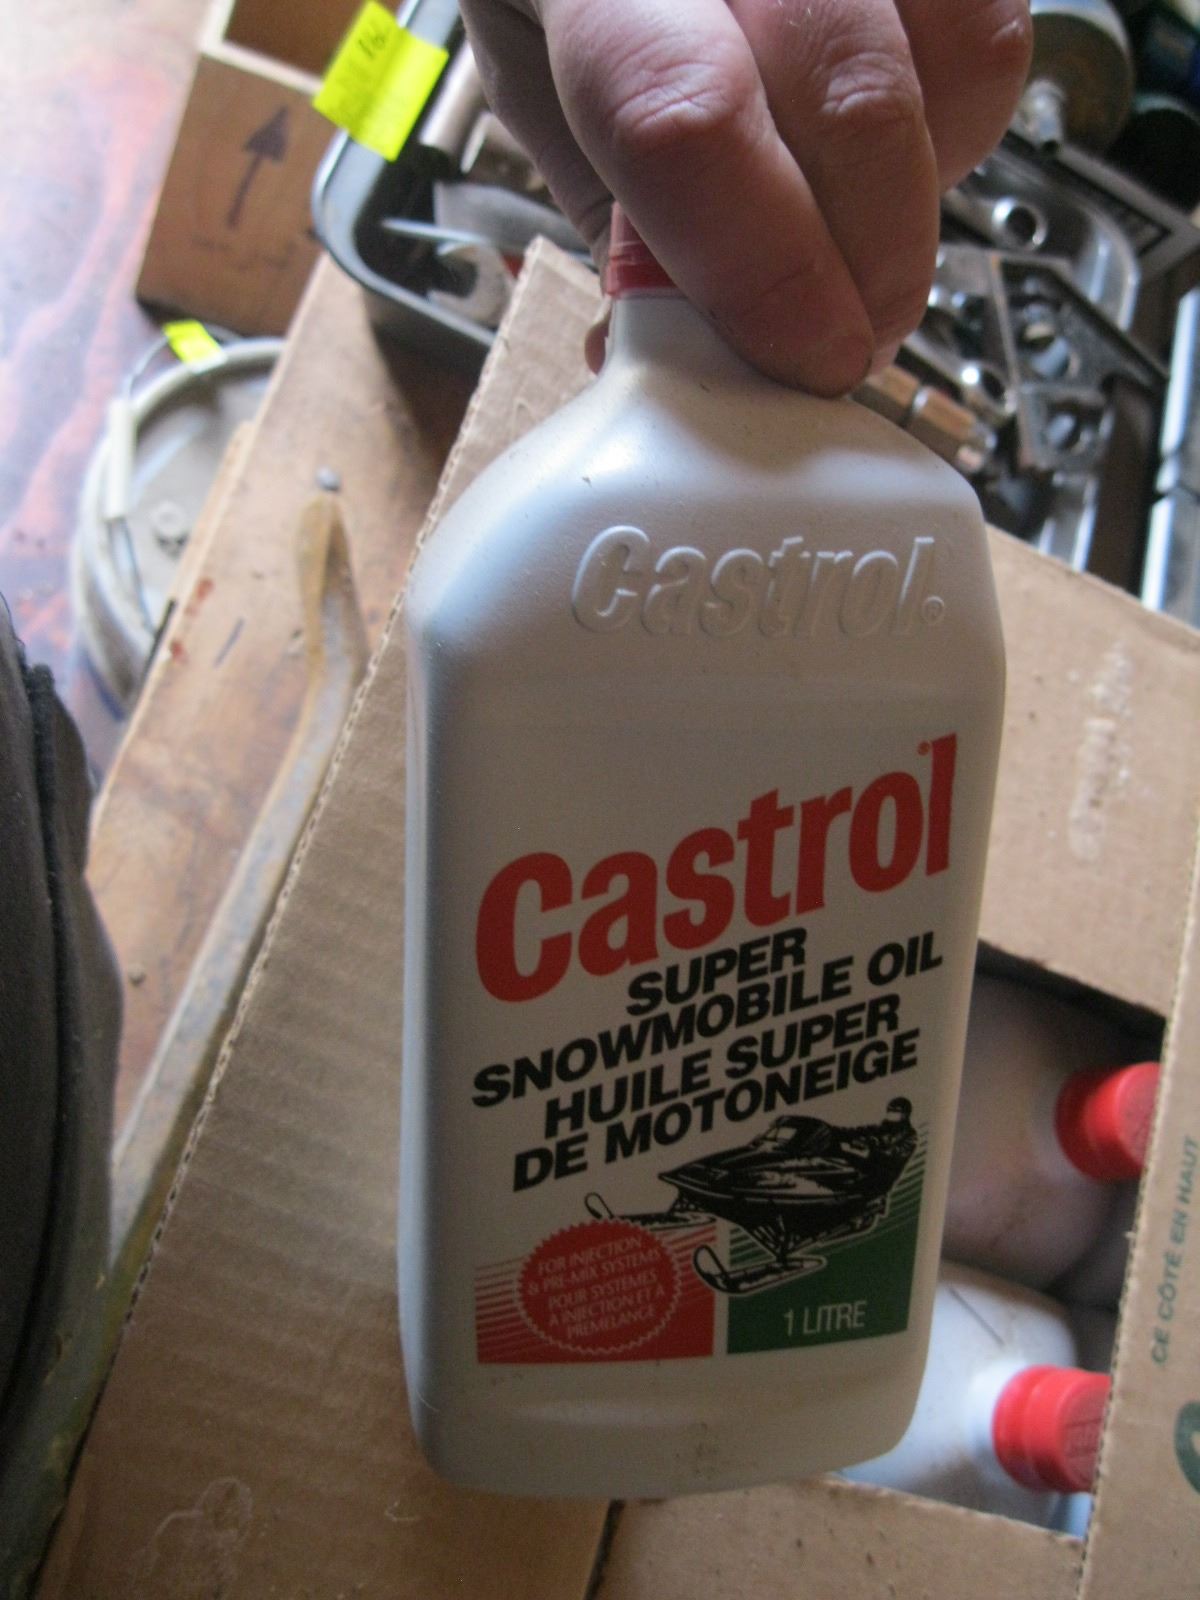 Castrol®
Castrol®
SUPER
SNOWMOBILE OIL
HUILE SUPER
DE MOTONEIGE
FOR INJECTION
& PRE-MIX SYSTEMS
POUR SYSTEMES
A INJECTION ET A
PREMELANGE
1 LITRE
CE CÔTÉ EN HAUT